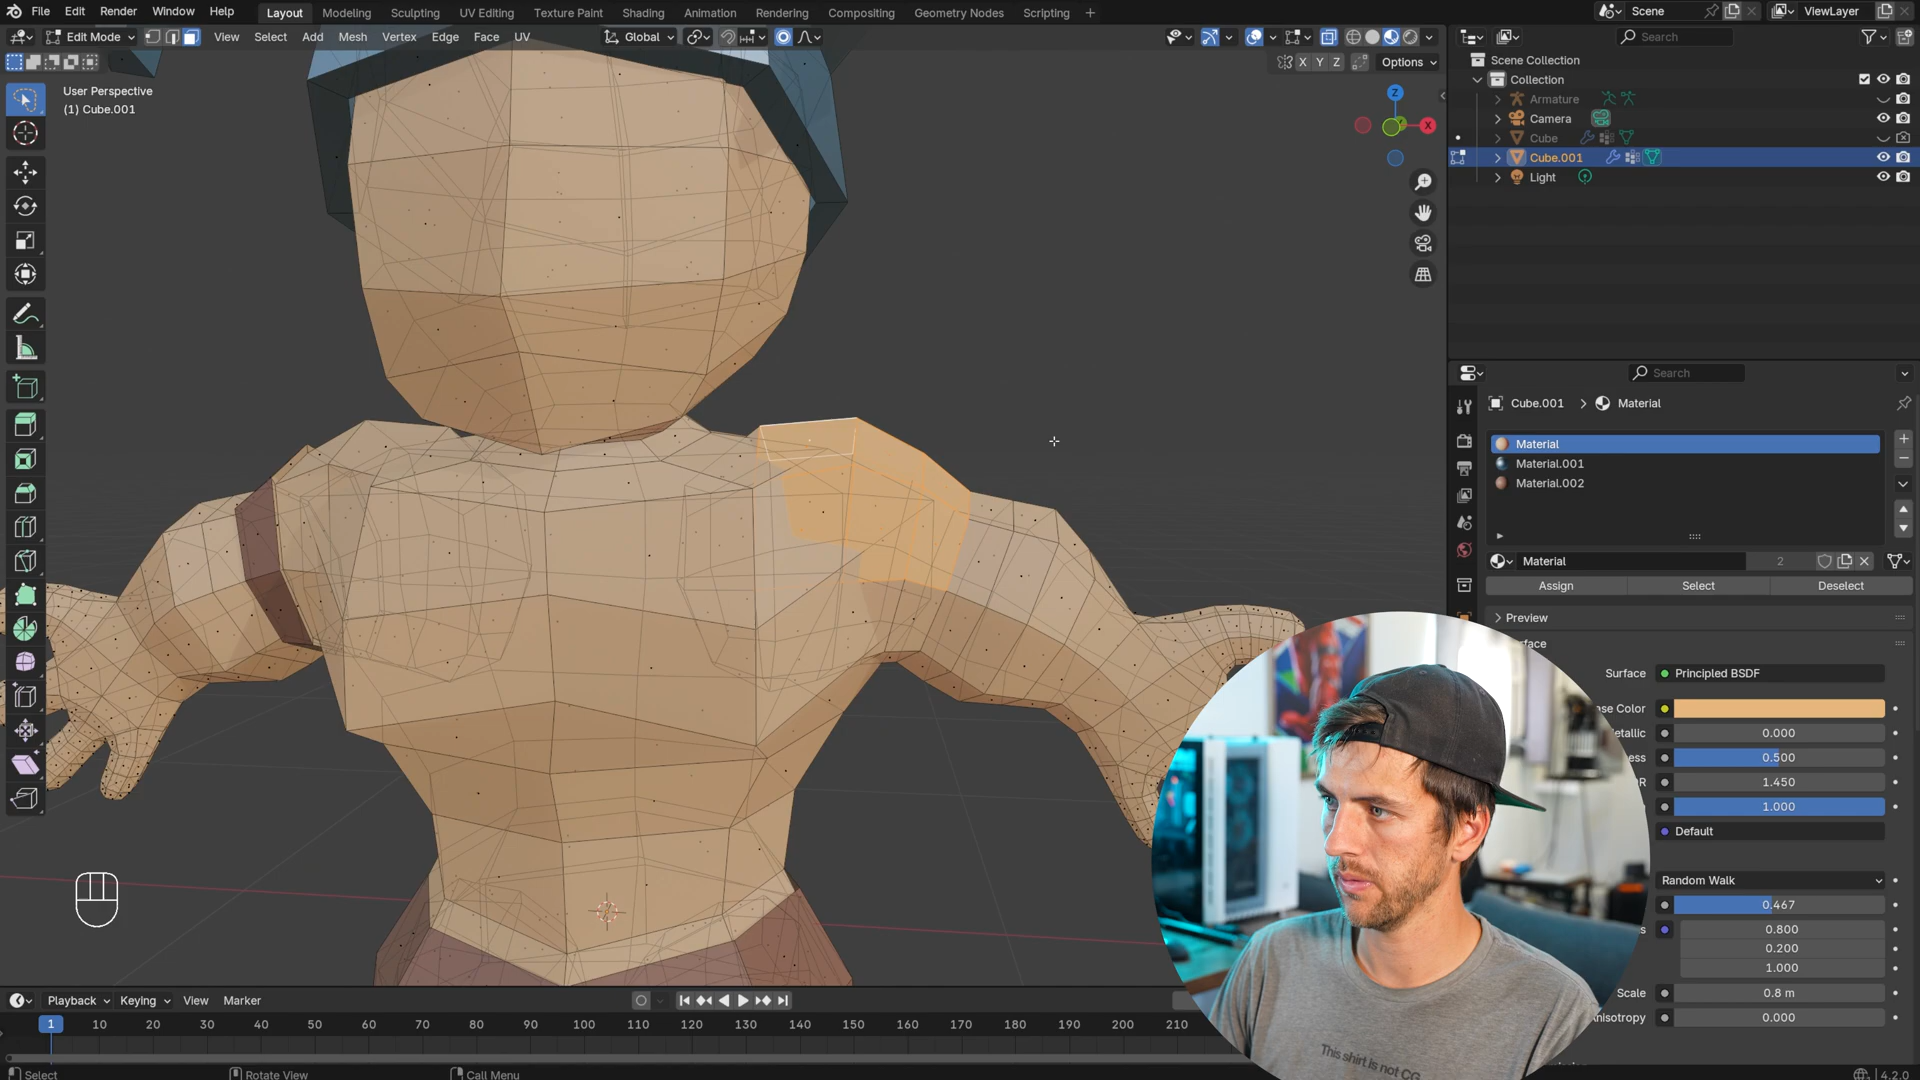 File Edit Render Window Help Layout Modeling Sculpting UV Editing Texture Paint Shading Animation Rendering Compositing Geometry Nodes Scripting + Scene ViewLayer
Edit Mode View Select Add Mesh Vertex Edge Face UV Global Search
X Y Z Options
User Perspective
(1) Cube.001
Z
X
Scene Collection
Collection
Armature
Camera
Cube
Cube.001
Light
Search
Cube.001 > Material
Material
Material.001
Material.002
Material 2
Assign Select Deselect
Preview
Surface Principled BSDF
0.000
0.500
1.450
1.000
Default
Random Walk
0.467
0.800
0.200
1.000
Scale 0.8 m
0.000
This shirt is not CG
Playback Keying View Marker
1 10 20 30 40 50 60 70 80 90 100 110 120 130 140 150 160 170 180 190 200 210
Select Rotate View Call Menu 4.2.0